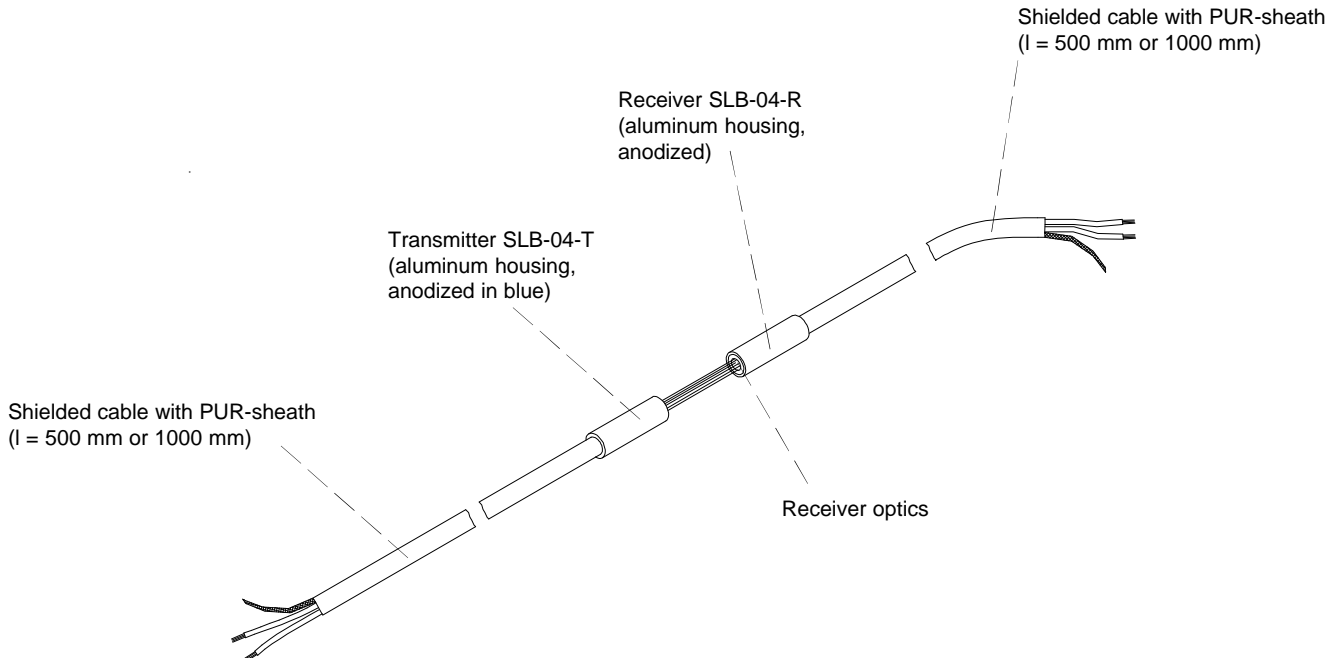 Shielded cable with PUR-sheath
(l = 500 mm or 1000 mm)
Receiver SLB-04-R
(aluminum housing,
anodized)
Transmitter SLB-04-T
(aluminum housing,
anodized in blue)
Shielded cable with PUR-sheath
(l = 500 mm or 1000 mm)
Receiver optics